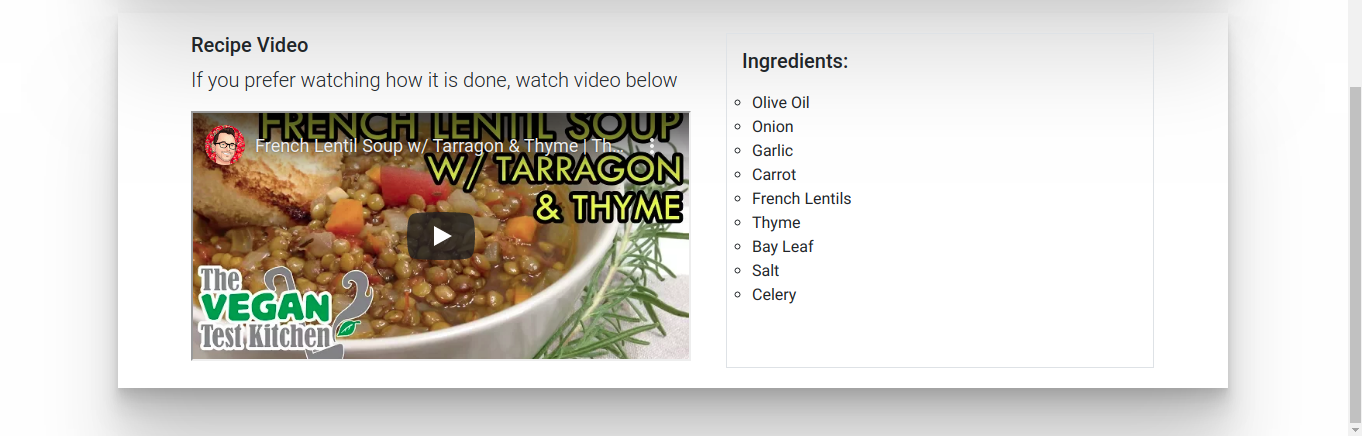 Recipe Video
If you prefer watching how it is done, watch video below
FRENCH LENTIL SOUP
French Lentil Soup w/ Tarragon & Thyme | Th...
W/ TARRAGON
& THYME
The
VEGAN
Test Kitchen
Ingredients:
Olive Oil
Onion
Garlic
Carrot
French Lentils
Thyme
Bay Leaf
Salt
Celery